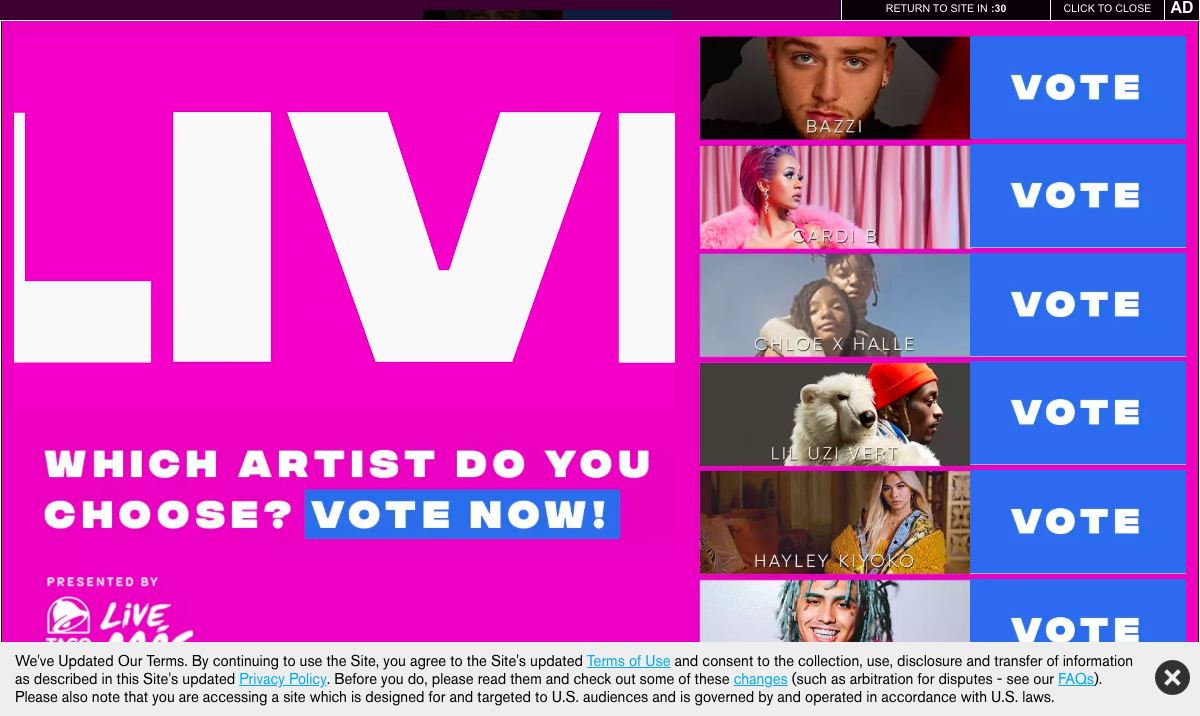 RETURN TO SITE IN :30
CLICK TO CLOSE
AD
LIVI
WHICH ARTIST DO YOU
CHOOSE? VOTE NOW!
PRESENTED BY
LIVE
TACO
BAZZI
VOTE
CARDI B
VOTE
CHLOE X HALLE
VOTE
LIL UZI VERT
VOTE
HAYLEY KIYOKO
VOTE
VOTE
We've Updated Our Terms. By continuing to use the Site, you agree to the Site's updated Terms of Use and consent to the collection, use, disclosure and transfer of information
as described in this Site's updated Privacy Policy. Before you do, please read them and check out some of these changes (such as arbitration for disputes - see our FAQs).
Please also note that you are accessing a site which is designed for and targeted to U.S. audiences and is governed by and operated in accordance with U.S. laws.